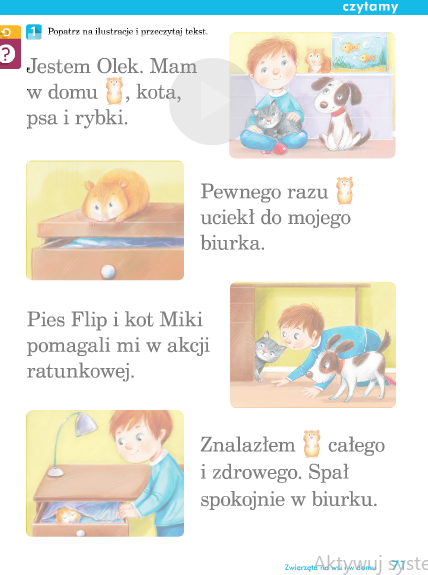 czytamy
1 Popatrz na ilustracje i przeczytaj tekst.
?
Jestem Olek. Mam
w domu , kota,
psa i rybki.
Pewnego razu
uciekł do mojego
biurka.
Pies Flip i kot Miki
pomagali mi w akcji
ratunkowej.
Znalazłem całego
i zdrowego. Spał
spokojnie w biurku.
Zwierzęta na wsi i w domu 71
Aktywuj syste